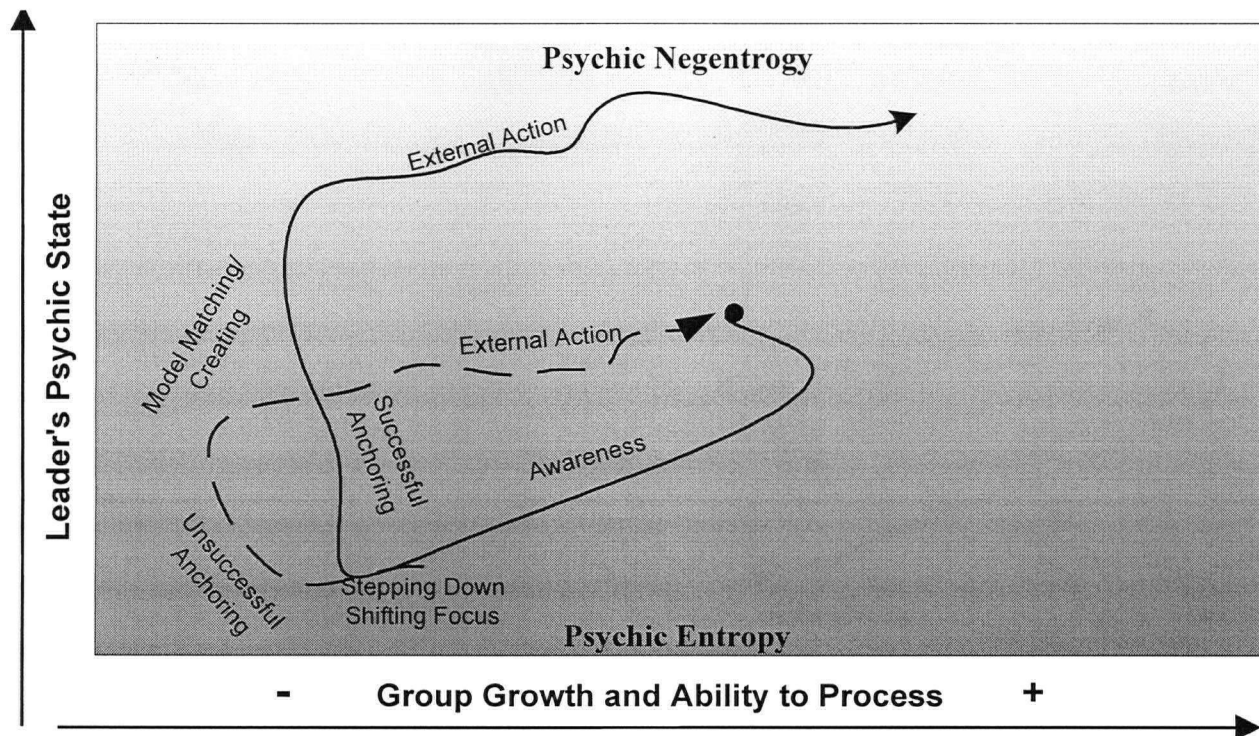 Psychic Negentrogy
External Action
Leader's Psychic State
Model Matching/
Creating
External Action
Successful
Anchoring
Awareness
Unsuccessful
Anchoring
Stepping Down
Shifting Focus
Psychic Entropy
- Group Growth and Ability to Process +